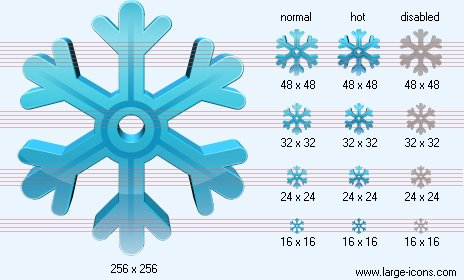 normal hot disabled
48 x 48 48 x 48 48 x 48
32 x 32 32 x 32 32 x 32
24 x 24 24 x 24 24 x 24
16 x 16 16 x 16 16 x 16
256 x 256
www.large-icons.com